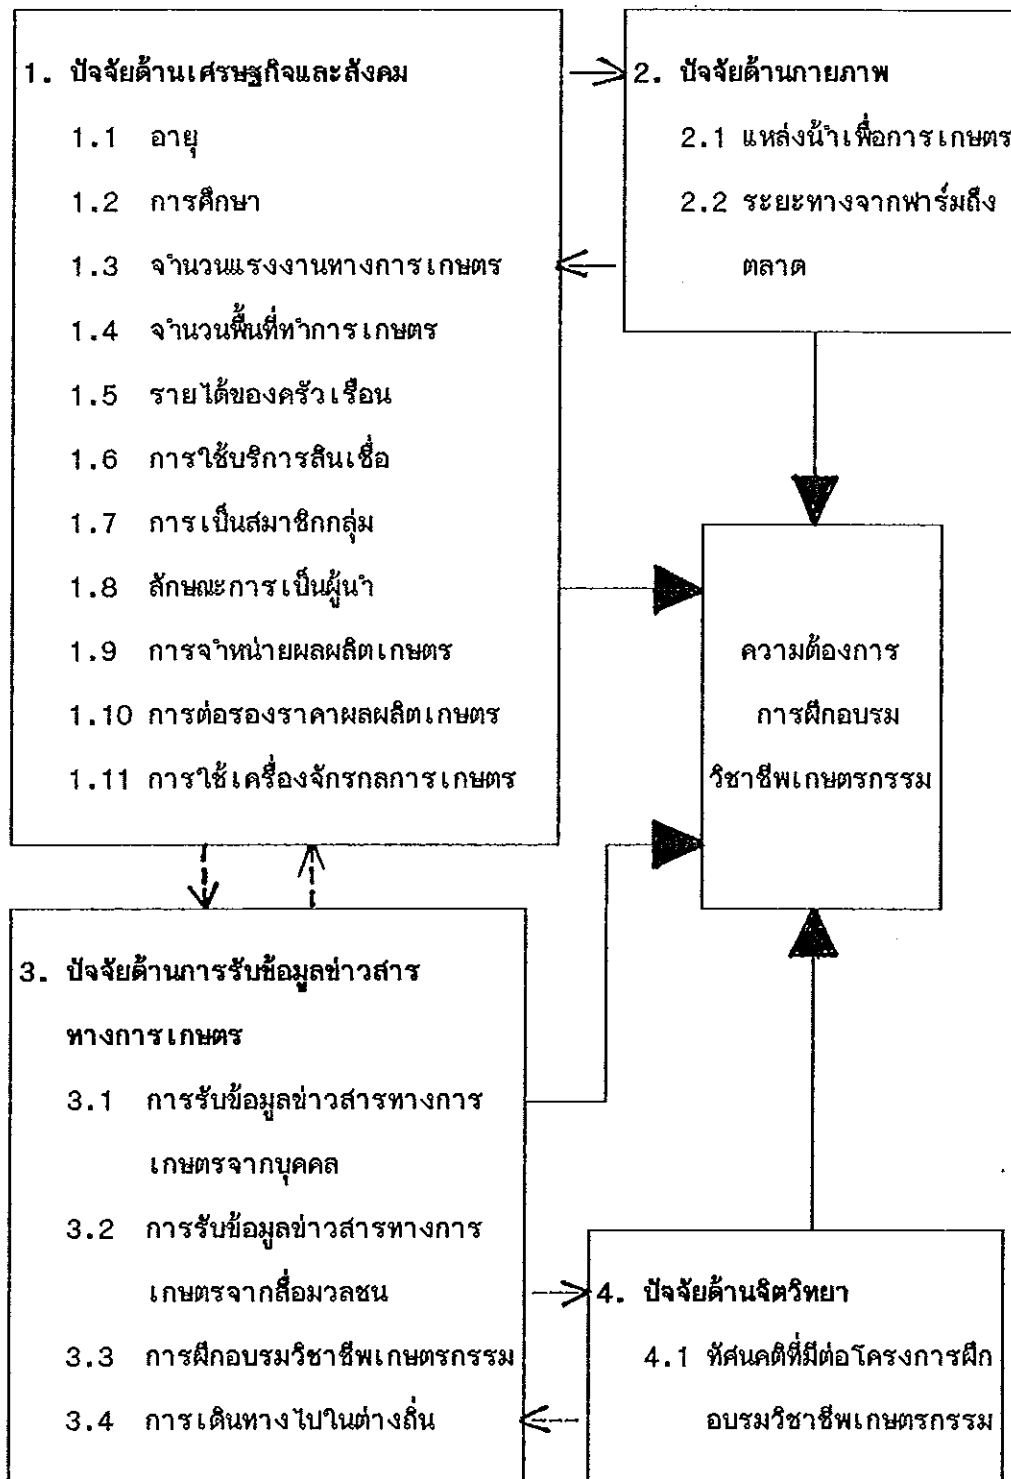 1. ปัจจัยด้านเศรษฐกิจและสังคม
1.1 อายุ
1.2 การศึกษา
1.3 จำนวนแรงงานทางการเกษตร
1.4 จำนวนพื้นที่ทำการเกษตร
1.5 รายได้ของครัวเรือน
1.6 การใช้บริการสินเชื่อ
1.7 การเป็นสมาชิกกลุ่ม
1.8 ลักษณะการเป็นผู้นำ
1.9 การจำหน่ายผลผลิตเกษตร
1.10 การต่อรองราคาผลผลิตเกษตร
1.11 การใช้เครื่องจักรกลการเกษตร
2. ปัจจัยด้านกายภาพ
2.1 แหล่งน้ำเพื่อการเกษตร
2.2 ระยะทางจากฟาร์มถึง
ตลาด
ความต้องการ
การฝึกอบรม
วิชาชีพเกษตรกรรม
3. ปัจจัยด้านการรับข้อมูลข่าวสาร
ทางการเกษตร
3.1 การรับข้อมูลข่าวสารทางการ
เกษตรจากบุคคล
3.2 การรับข้อมูลข่าวสารทางการ
เกษตรจากสื่อมวลชน
3.3 การฝึกอบรมวิชาชีพเกษตรกรรม
3.4 การเดินทางไปในต่างถิ่น
4. ปัจจัยด้านจิตวิทยา
4.1 ทัศนคติที่มีต่อโครงการฝึก
อบรมวิชาชีพเกษตรกรรม